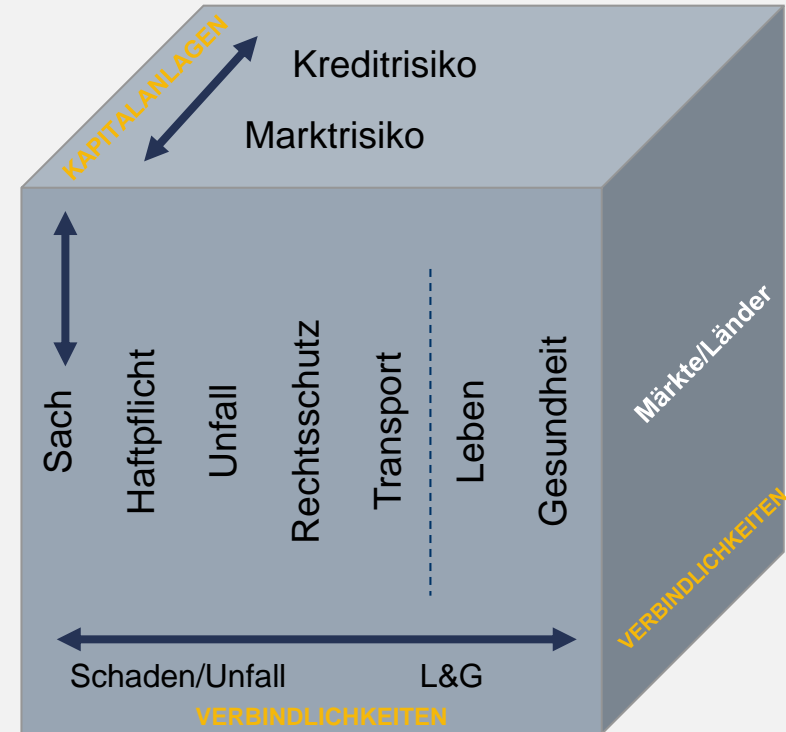 KAPITALANLAGEN
Kreditrisiko
Marktrisiko
Sach
Haftpflicht
Unfall
Rechtsschutz
Transport
Leben
Gesundheit
Märkte/Länder
VERBINDLICHKEITEN
Schaden/Unfall
L&G
VERBINDLICHKEITEN